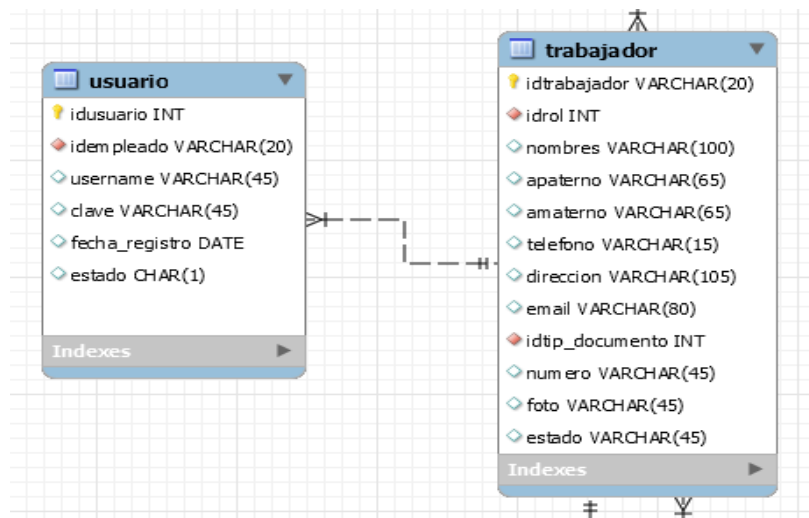 usuario
idusuario INT
idempleado VARCHAR(20)
username VARCHAR(45)
clave VARCHAR(45)
fecha_registro DATE
estado CHAR(1)
Indexes
trabajador
idtrabajador VARCHAR(20)
idrol INT
nombres VARCHAR(100)
apaterno VARCHAR(65)
amaterno VARCHAR(65)
telefono VARCHAR(15)
direccion VARCHAR(105)
email VARCHAR(80)
idtip_documento INT
numero VARCHAR(45)
foto VARCHAR(45)
estado VARCHAR(45)
Indexes